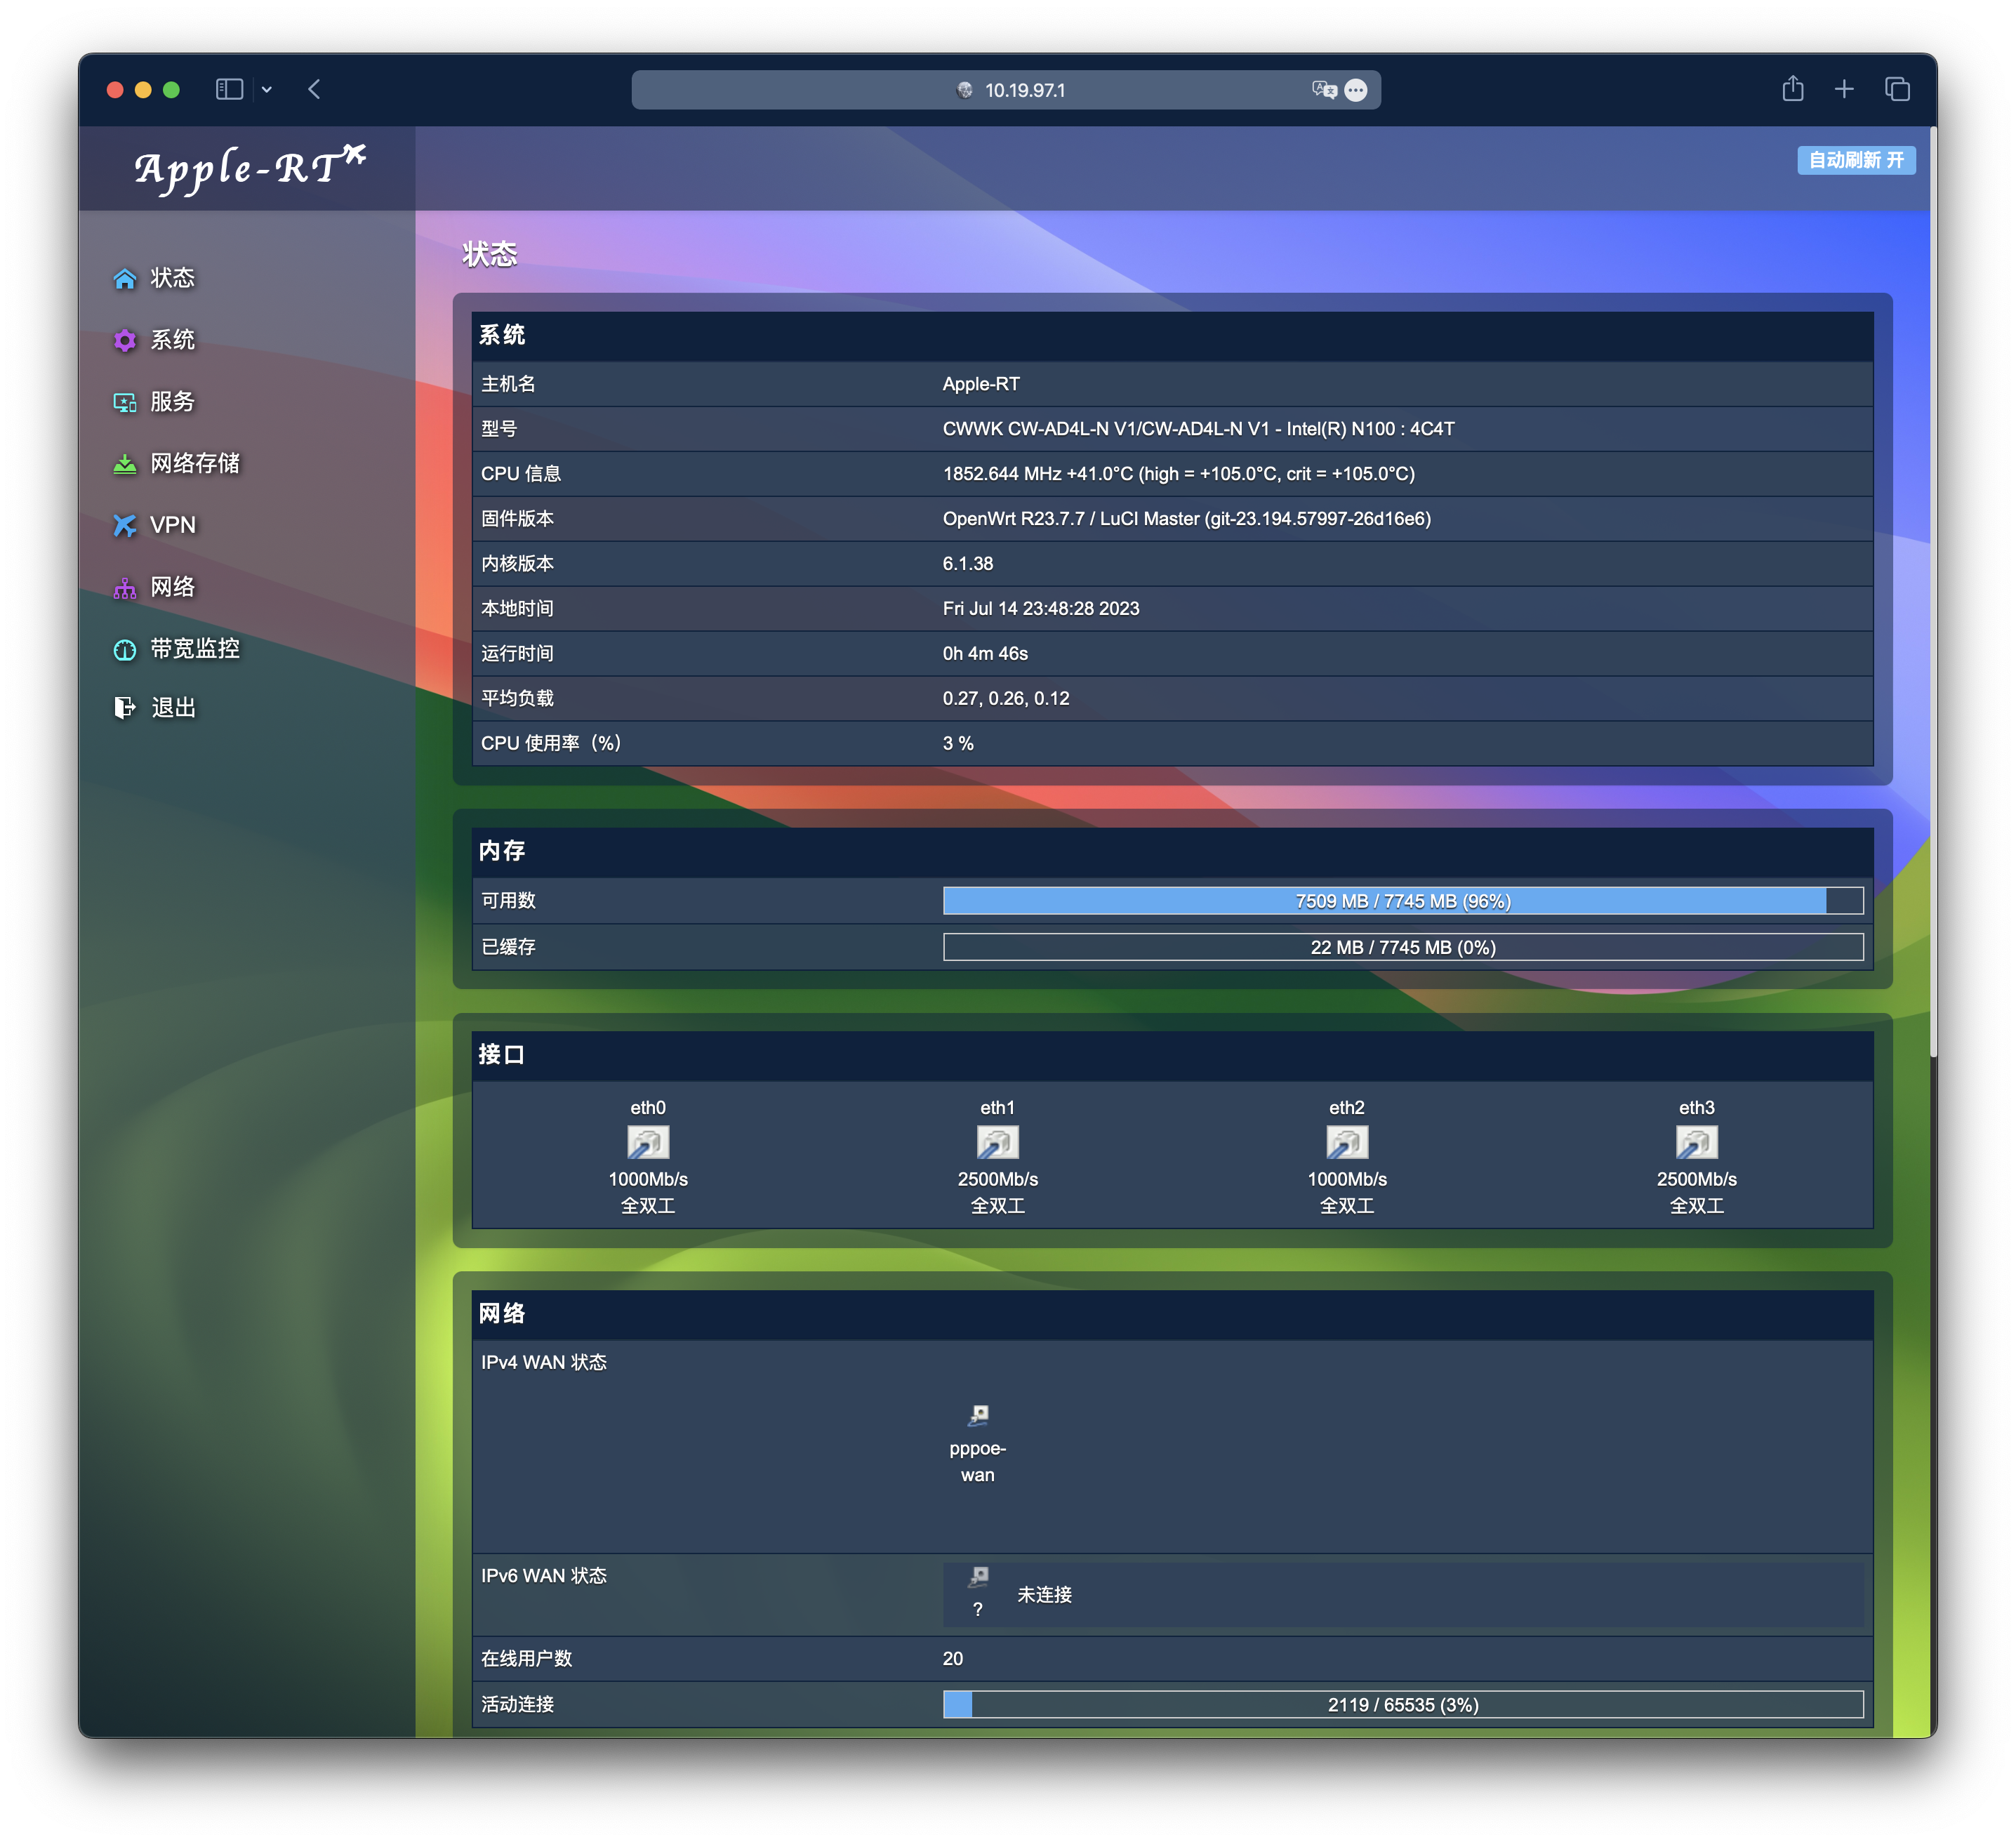 10.19.97.1
Apple-RT
自动刷新 开
状态
系统
服务
网络存储
VPN
网络
带宽监控
退出
状态
系统
主机名 Apple-RT
型号 CWWK CW-AD4L-N V1/CW-AD4L-N V1 - Intel(R) N100 : 4C4T
CPU 信息 1852.644 MHz +41.0°C (high = +105.0°C, crit = +105.0°C)
固件版本 OpenWrt R23.7.7 / LuCI Master (git-23.194.57997-26d16e6)
内核版本 6.1.38
本地时间 Fri Jul 14 23:48:28 2023
运行时间 0h 4m 46s
平均负载 0.27, 0.26, 0.12
CPU 使用率（%） 3 %
内存
可用数 7509 MB / 7745 MB (96%)
已缓存 22 MB / 7745 MB (0%)
接口
eth0 eth1 eth2 eth3
1000Mb/s 2500Mb/s 1000Mb/s 2500Mb/s
全双工 全双工 全双工 全双工
网络
IPv4 WAN 状态
pppoe-
wan
IPv6 WAN 状态
? 未连接
在线用户数 20
活动连接 2119 / 65535 (3%)